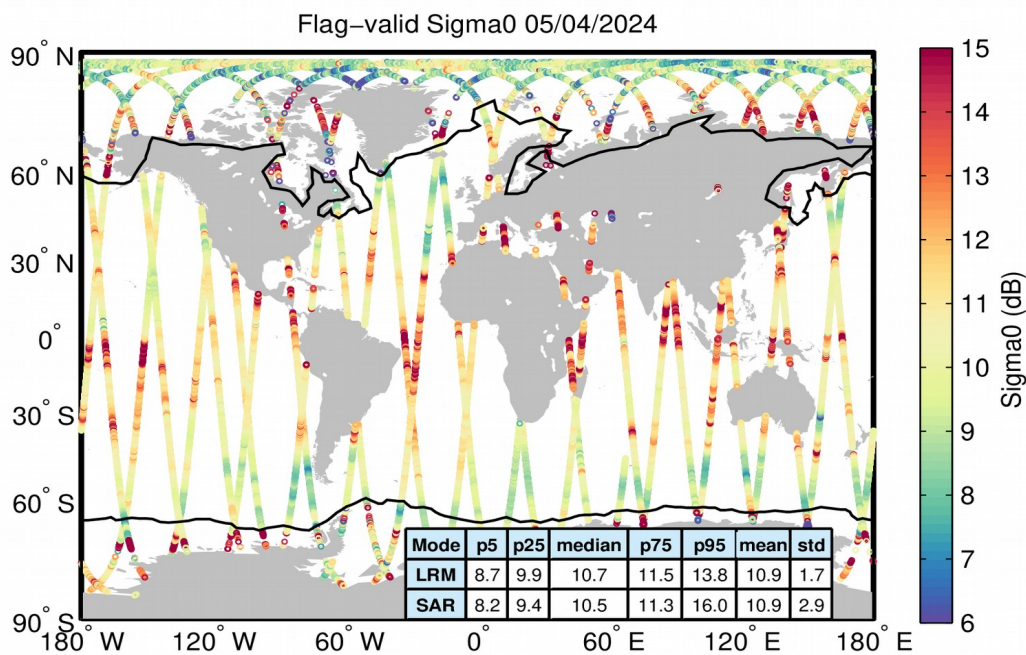 Flag−valid Sigma0 05/04/2024
90° N
60° N
30° N
0°
30° S
60° S
90° S
180° W
120° W
60° W
0°
60° E
120° E
180° E
15
14
13
12
11
10
9
8
7
6
Sigma0 (dB)
Mode p5 p25 median p75 p95 mean std
LRM 8.7 9.9 10.7 11.5 13.8 10.9 1.7
SAR 8.2 9.4 10.5 11.3 16.0 10.9 2.9